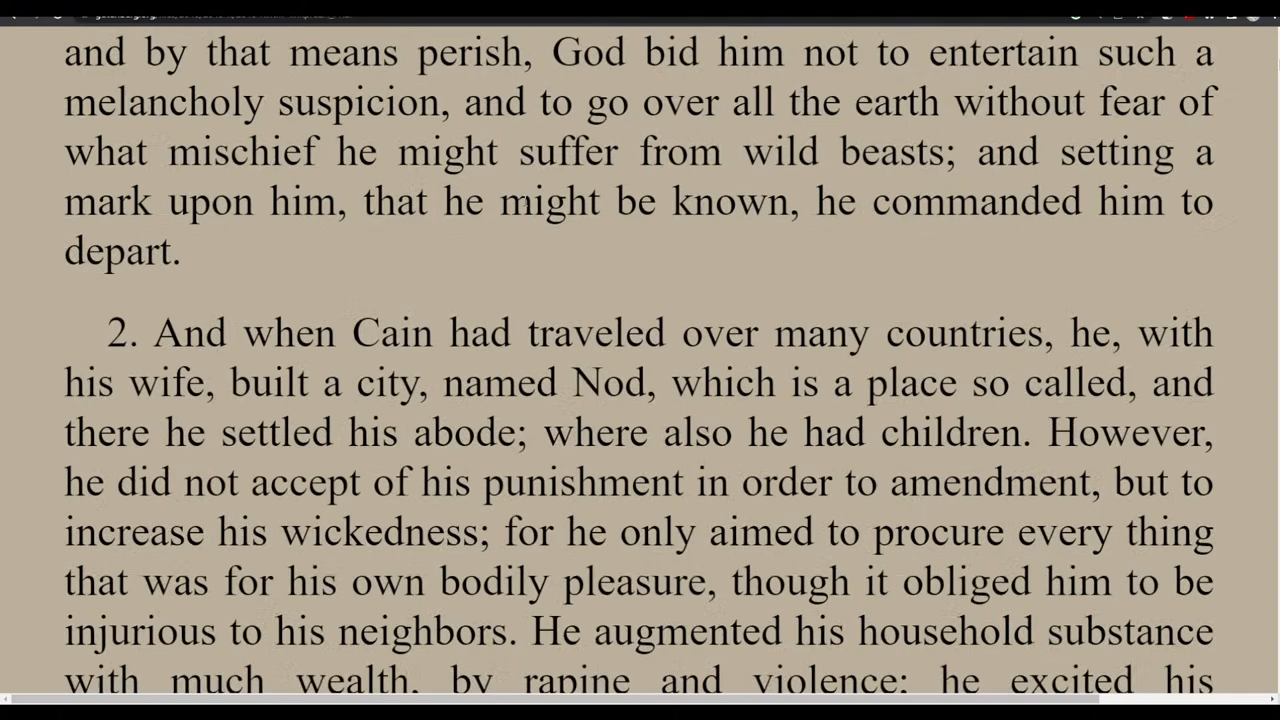 and by that means perish, God bid him not to entertain such a
melancholy suspicion, and to go over all the earth without fear of
what mischief he might suffer from wild beasts; and setting a
mark upon him, that he might be known, he commanded him to
depart.
2. And when Cain had traveled over many countries, he, with
his wife, built a city, named Nod, which is a place so called, and
there he settled his abode; where also he had children. However,
he did not accept of his punishment in order to amendment, but to
increase his wickedness; for he only aimed to procure every thing
that was for his own bodily pleasure, though it obliged him to be
injurious to his neighbors. He augmented his household substance
with much wealth, by rapine and violence; he excited his